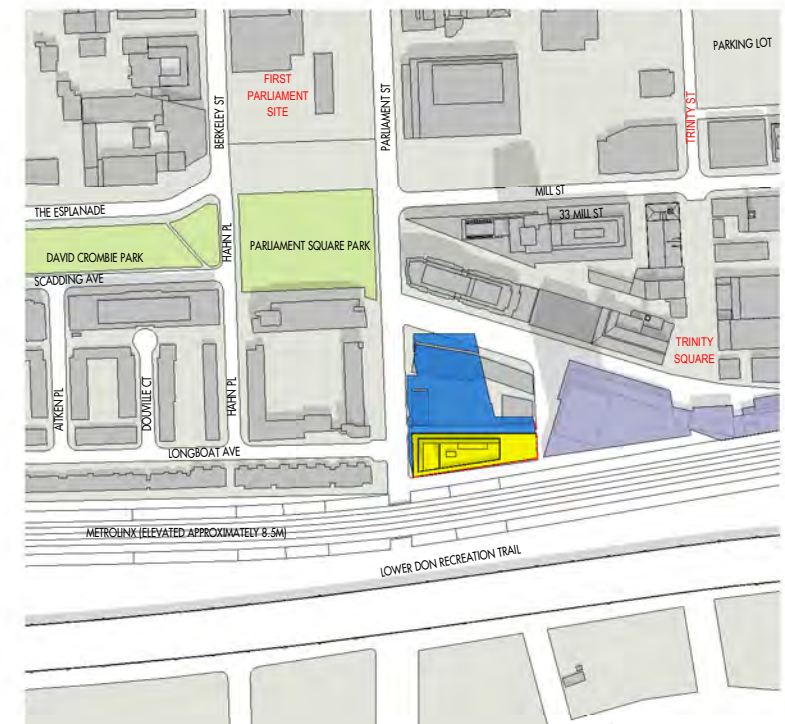 PARKING LOT
FIRST
PARLIAMENT
SITE
BERKELEY ST
PARLIAMENT ST
TRINITY ST
MILL ST
THE ESPLANADE
33 MILL ST
HAHN PL
PARLIAMENT SQUARE PARK
DAVID CROMBIE PARK
SCADDING AVE
TRINITY
SQUARE
AITKEN PL
DOUVILLE CT
HAHN PL
LONGBOAT AVE
METROLINX (ELEVATED APPROXIMATELY 8.5M)
LOWER DON RECREATION TRAIL